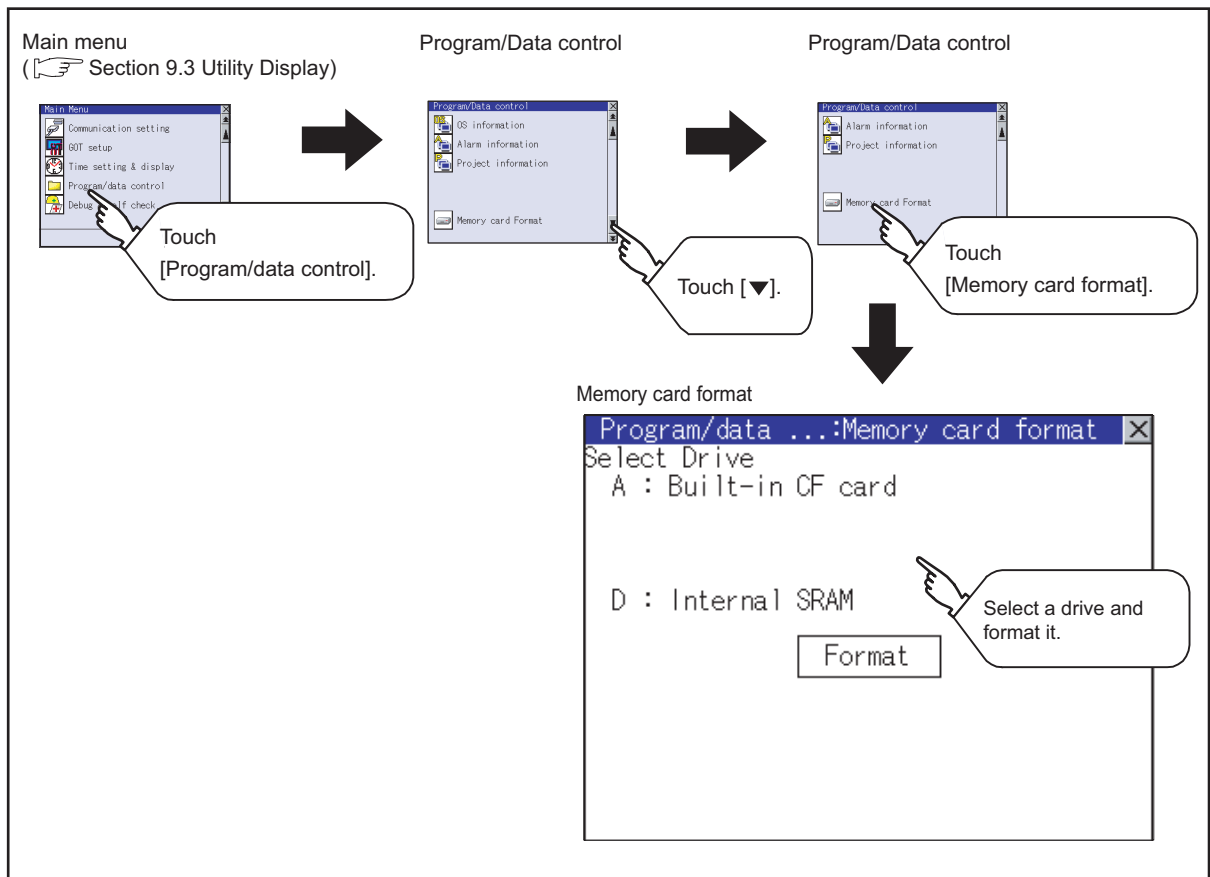 Main menu
( Section 9.3 Utility Display)
Program/Data control
Program/Data control
Main Menu
Communication setting
GOT setup
Time setting & display
Program/data control
Debug self check
Touch
[Program/data control].
Program/Data control
OS information
Alarm information
Project information
Memory card Format
Touch [▼].
Program/Data control
Alarm information
Project information
Memory card Format
Touch
[Memory card format].
Memory card format
Program/data ...:Memory card format
Select Drive
A : Built-in CF card
D : Internal SRAM
Format
Select a drive and
format it.